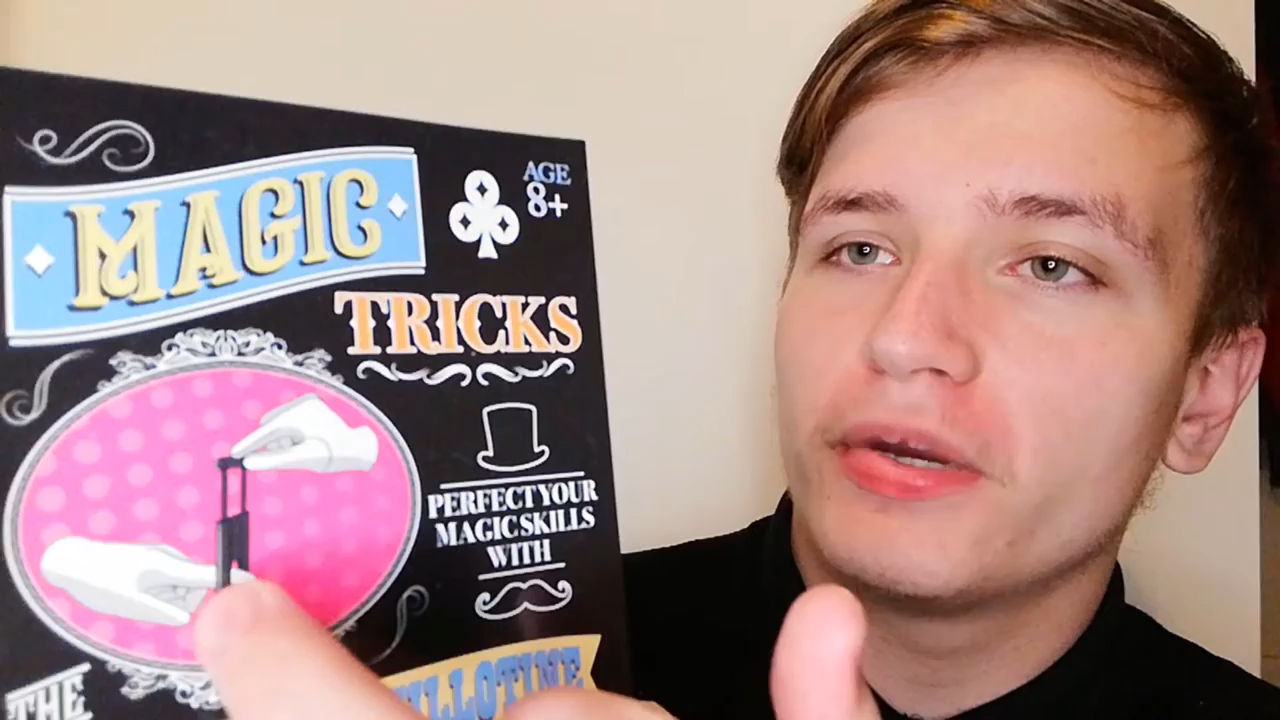 MAGIC
AGE
8+
TRICKS
PERFECT YOUR
MAGIC SKILLS
WITH
THE